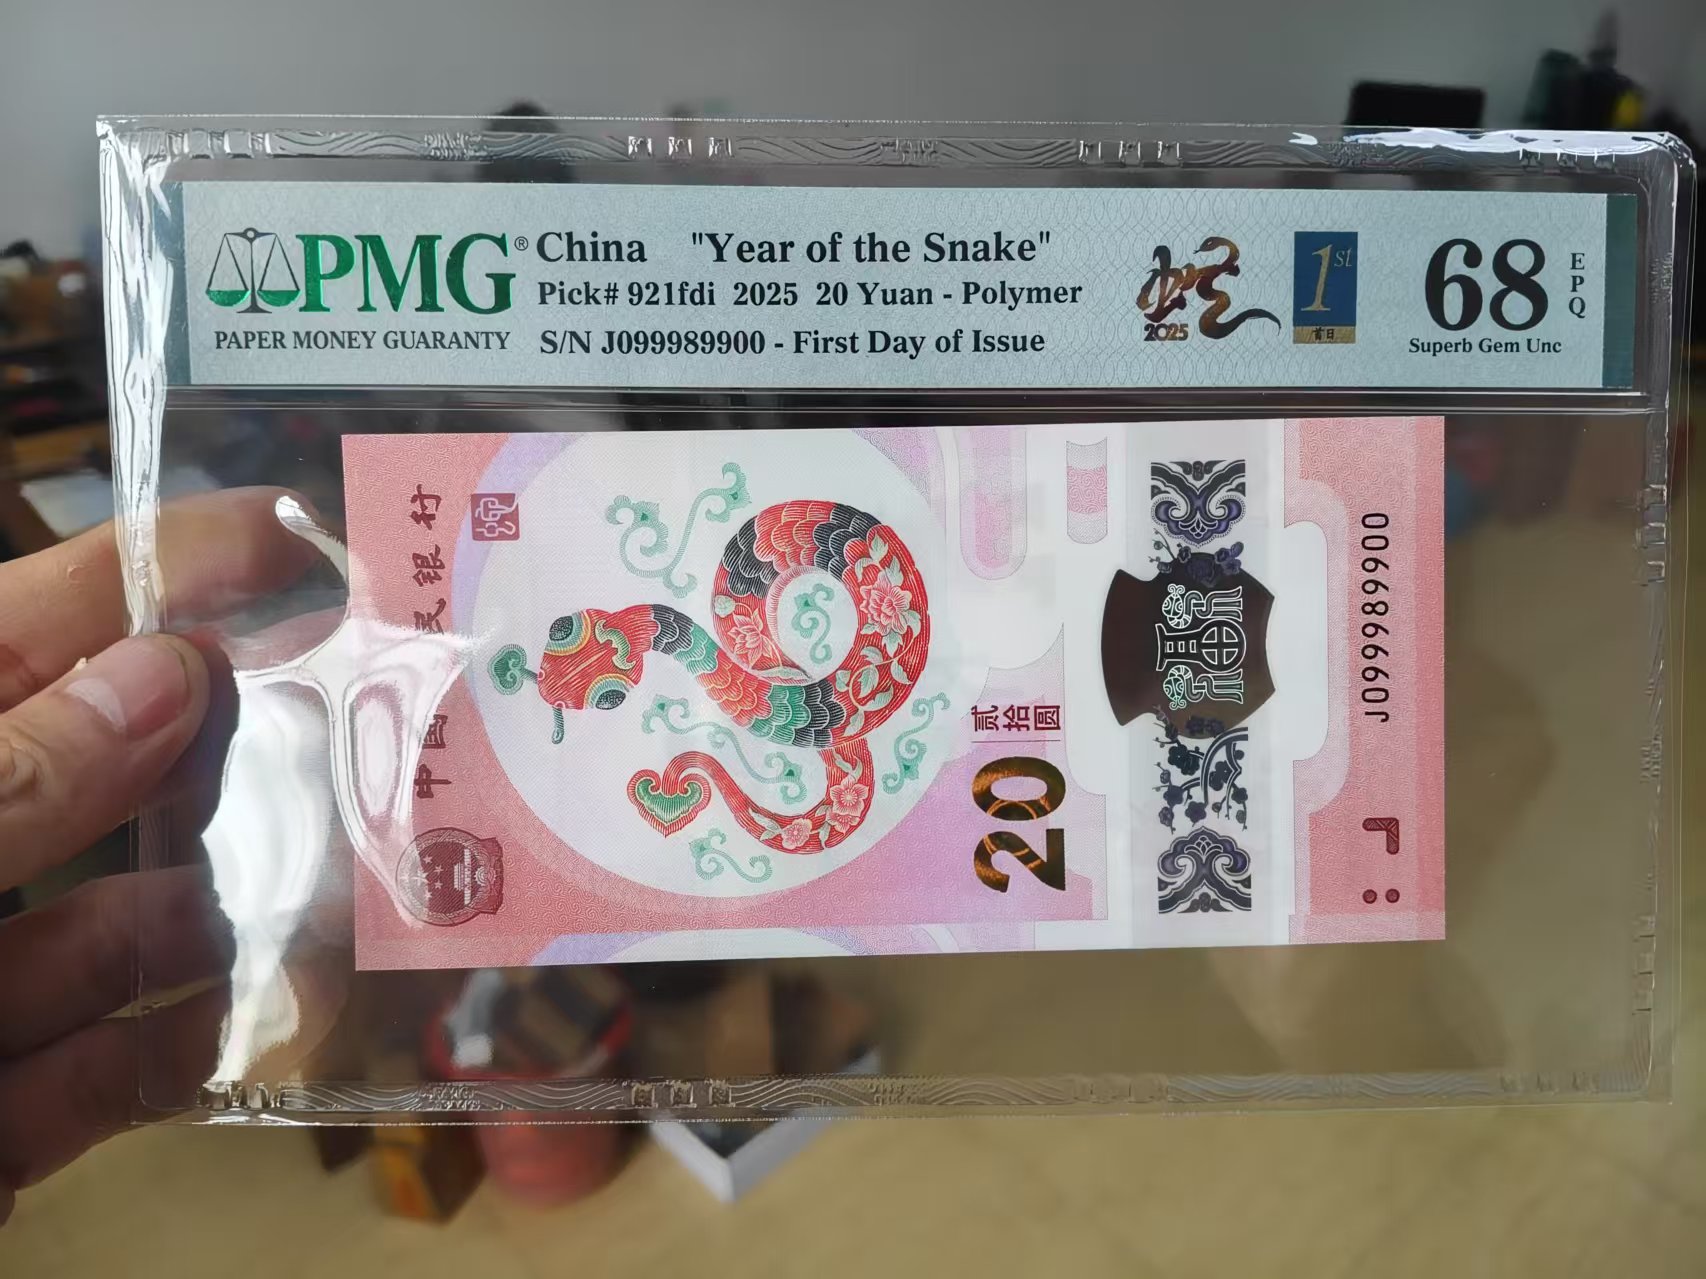 PMG® China "Year of the Snake"
Pick# 921fdi 2025 20 Yuan - Polymer
PAPER MONEY GUARANTY S/N J099989900 - First Day of Issue
蛇
2025
1st
首日
68
EPQ
Superb Gem Unc
中国人民银行
蛇
贰拾圆
20
福
J099989900